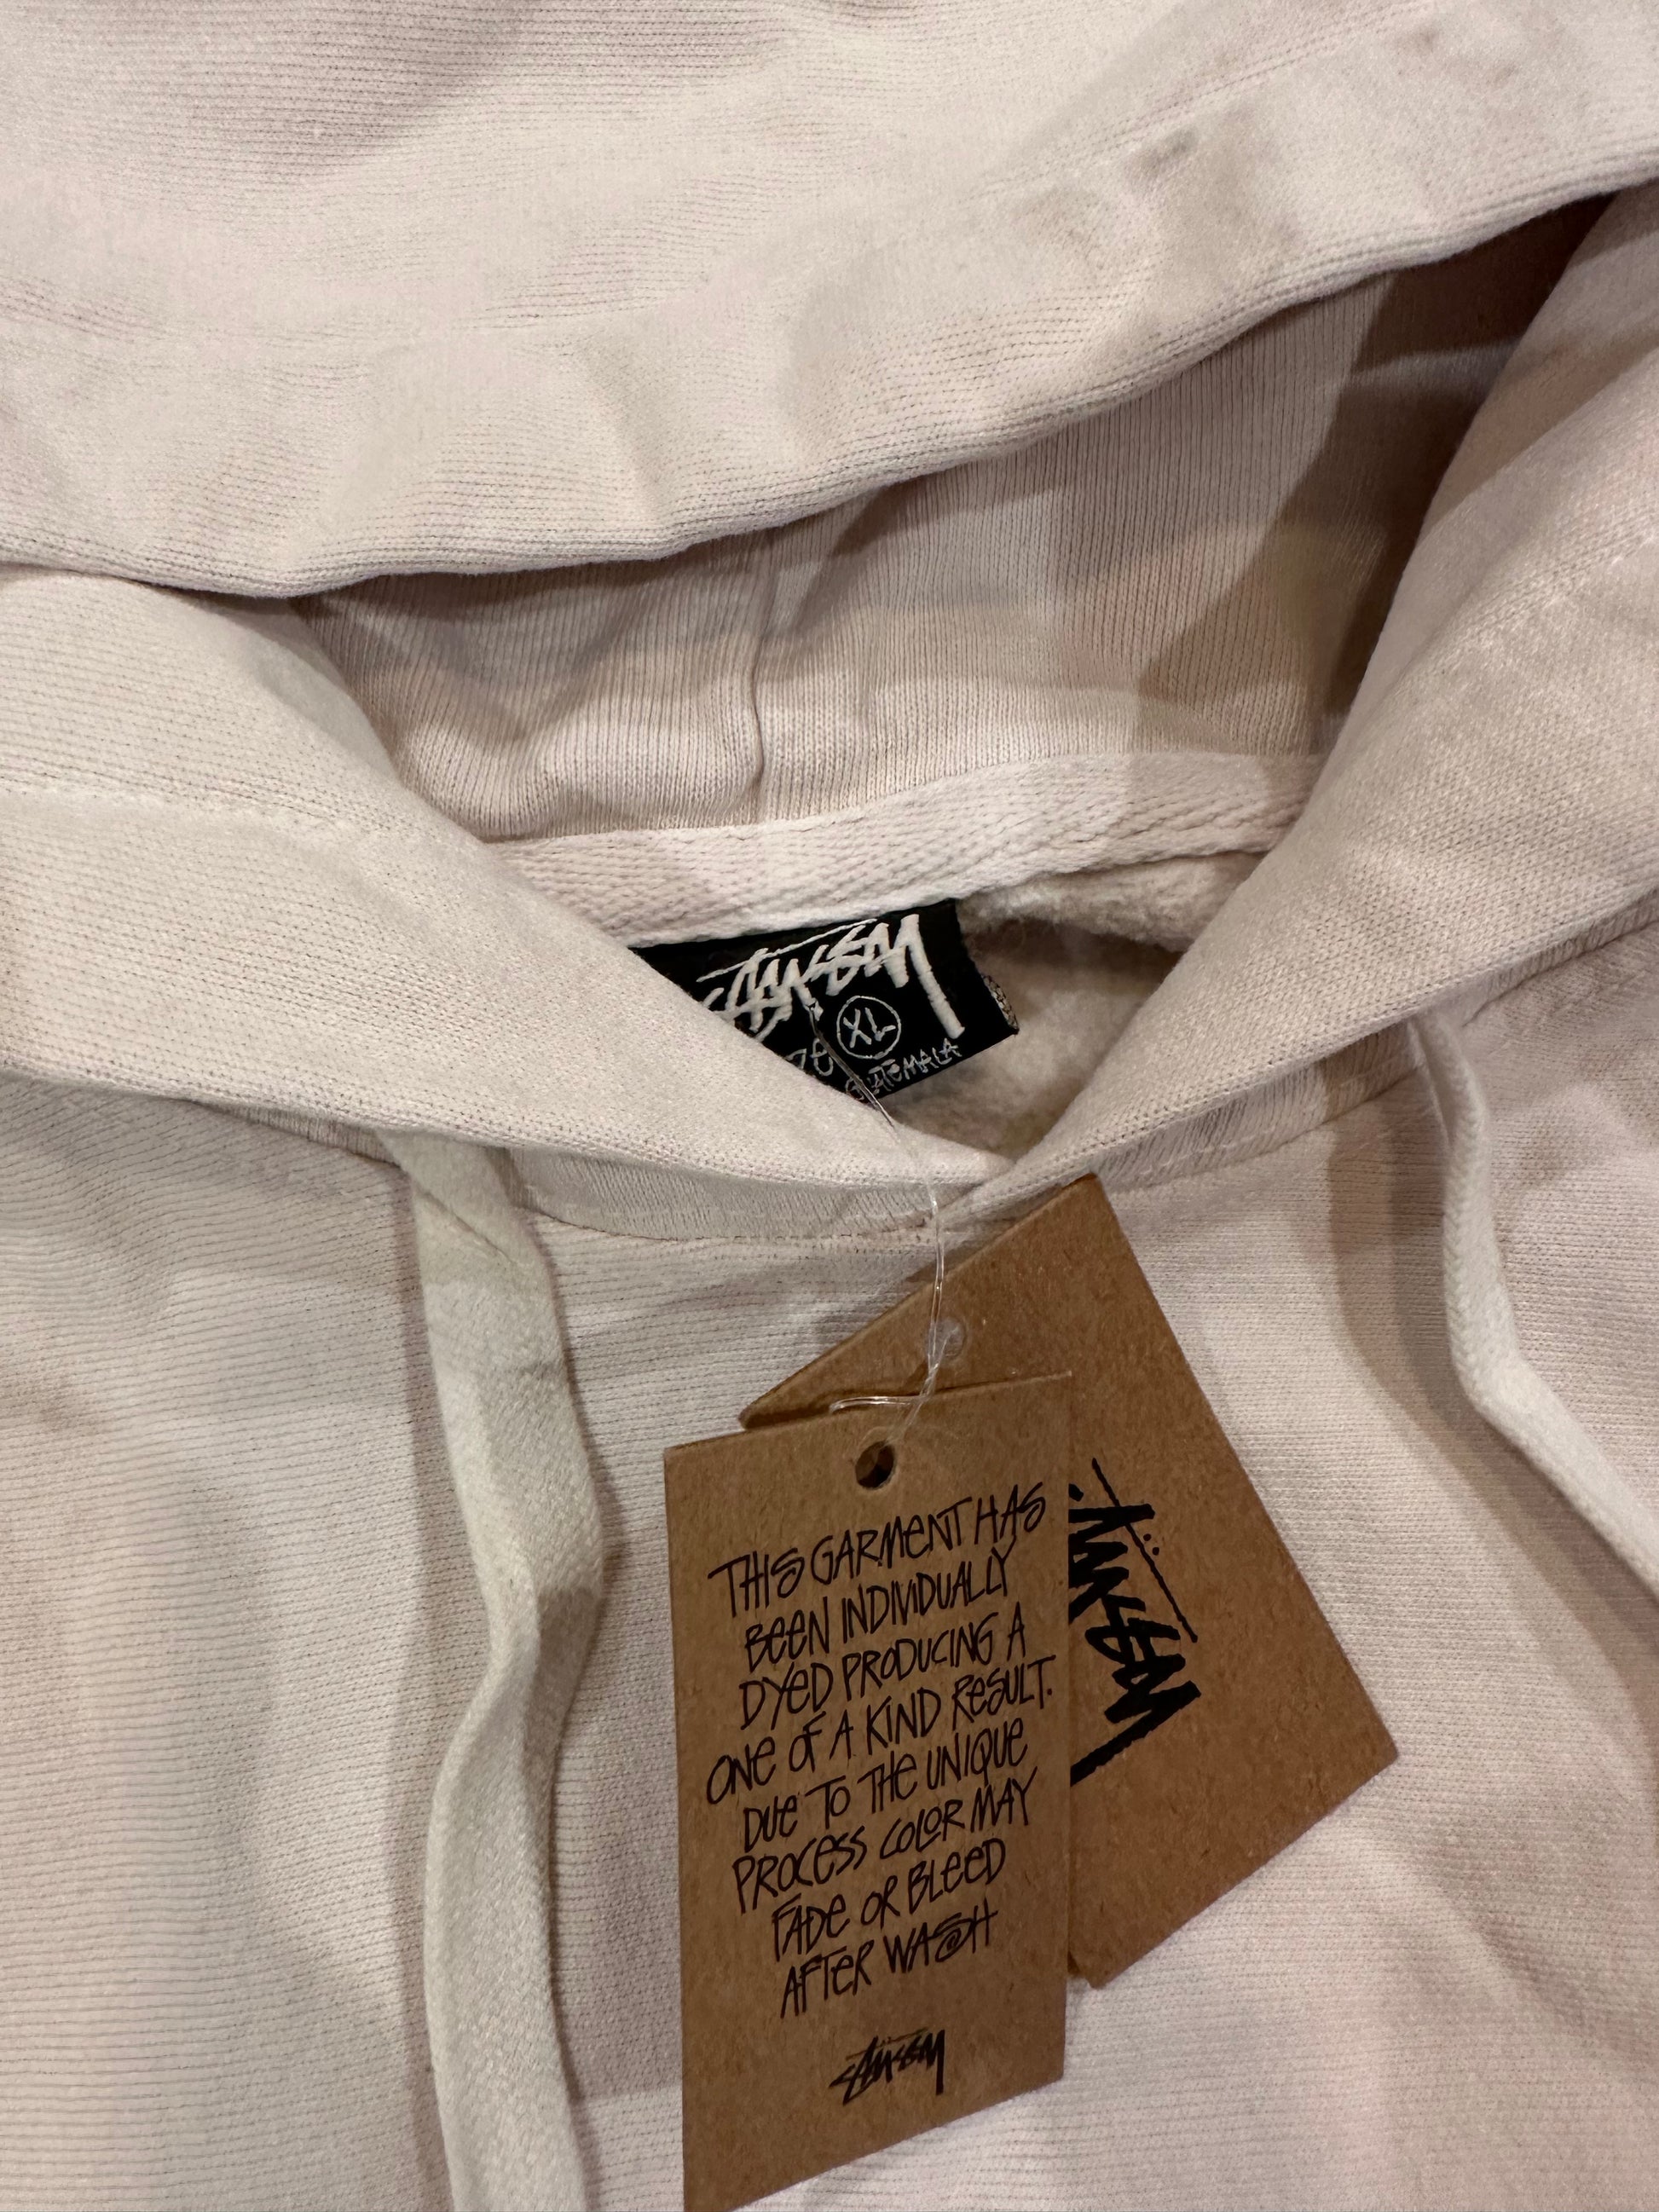 STÜSSY
XL
GUATEMALA
THIS GARMENT HAS
BEEN INDIVIDUALLY
DYED PRODUCING A
ONE OF A KIND RESULT.
DUE TO THE UNIQUE
PROCESS COLOR MAY
FADE OR BLEED
AFTER WASH
STÜSSY
STÜSSY